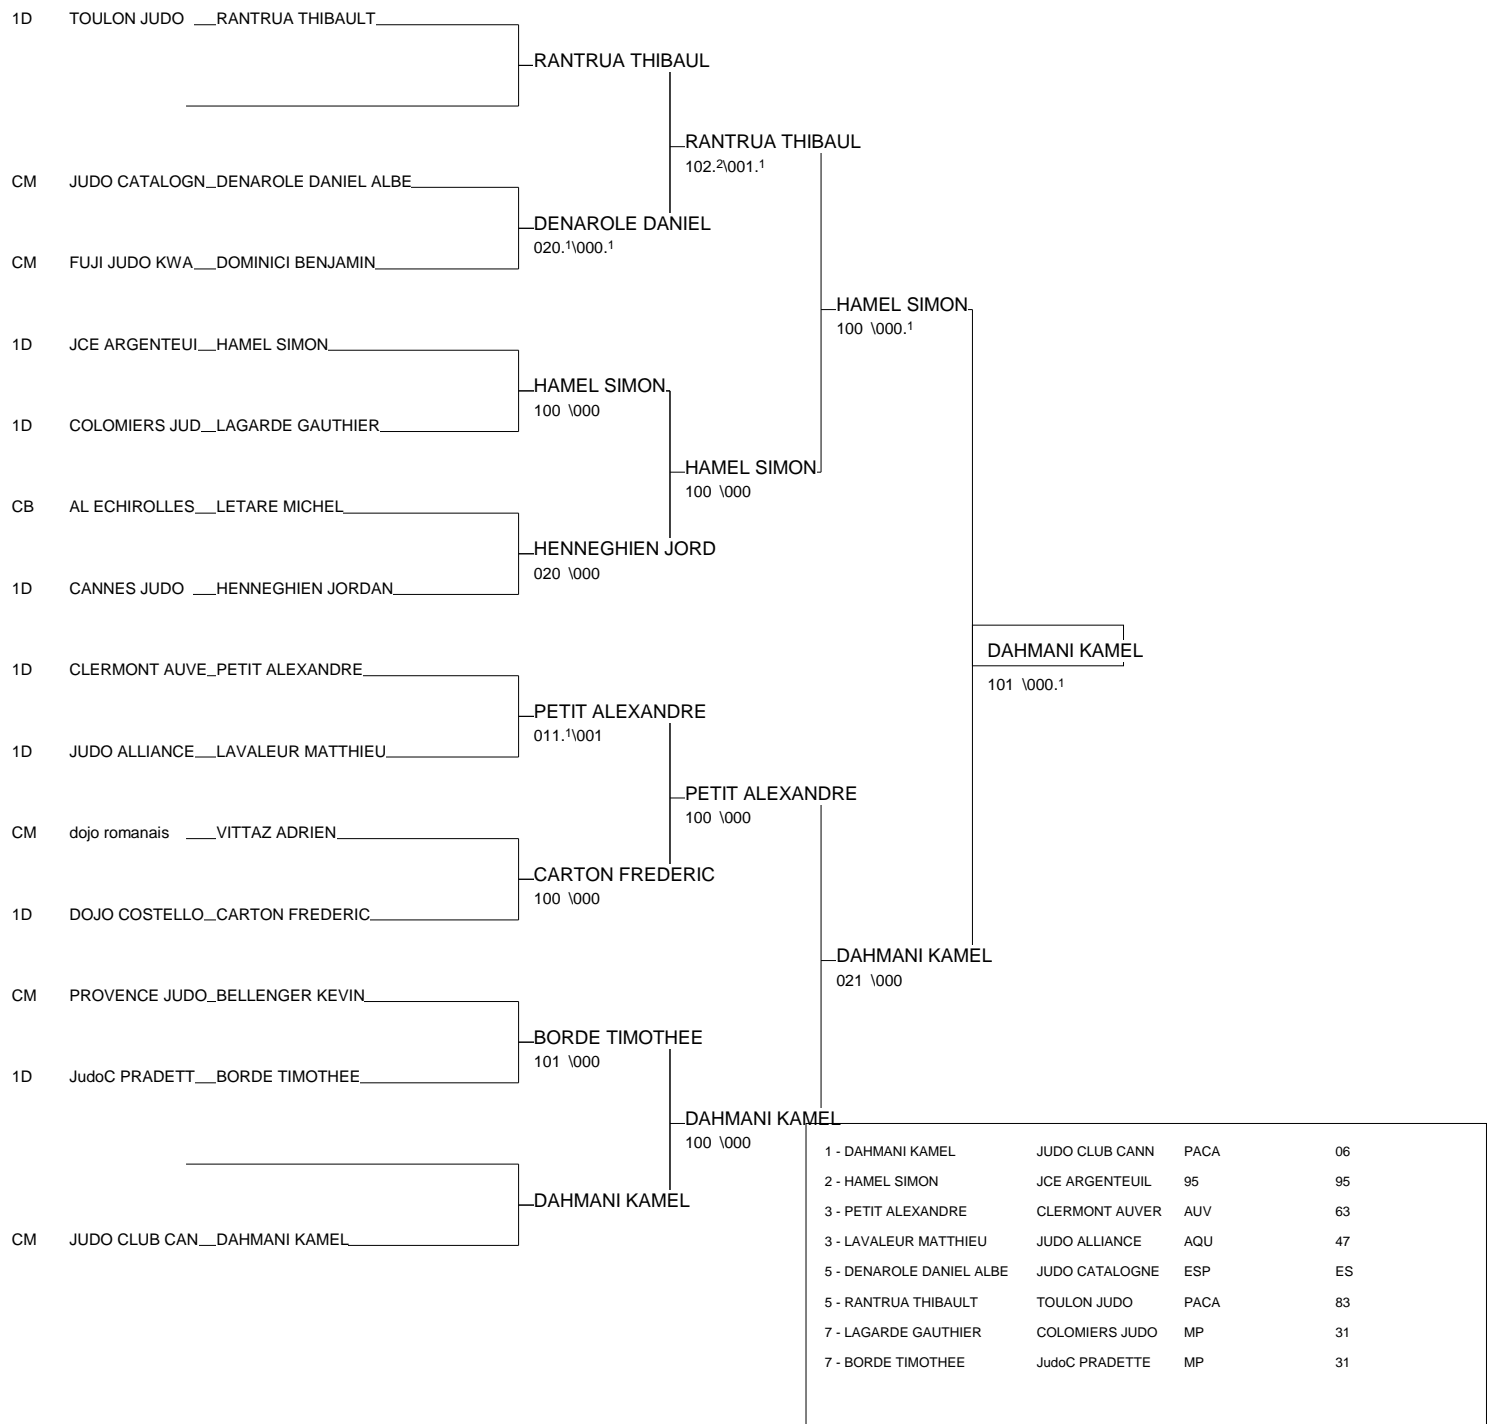 1D TOULON JUDO RANTRUA THIBAULT
RANTRUA THIBAUL
RANTRUA THIBAUL
102.2\001.1
CM JUDO CATALOGN DENAROLE DANIEL ALBE
DENAROLE DANIEL
020.1\000.1
CM FUJI JUDO KWA DOMINICI BENJAMIN
HAMEL SIMON
100 \000.1
1D JCE ARGENTEUI HAMEL SIMON
HAMEL SIMON
100 \000
1D COLOMIERS JUD LAGARDE GAUTHIER
HAMEL SIMON
100 \000
CB AL ECHIROLLES LETARE MICHEL
HENNEGHIEN JORD
020 \000
1D CANNES JUDO HENNEGHIEN JORDAN
DAHMANI KAMEL
101 \000.1
1D CLERMONT AUVE PETIT ALEXANDRE
PETIT ALEXANDRE
011.1\001
1D JUDO ALLIANCE LAVALEUR MATTHIEU
PETIT ALEXANDRE
100 \000
CM dojo romanais VITTAZ ADRIEN
CARTON FREDERIC
100 \000
1D DOJO COSTELLO CARTON FREDERIC
DAHMANI KAMEL
021 \000
CM PROVENCE JUDO BELLENGER KEVIN
BORDE TIMOTHEE
101 \000
1D JudoC PRADETT BORDE TIMOTHEE
DAHMANI KAMEL
100 \000
DAHMANI KAMEL
CM JUDO CLUB CAN DAHMANI KAMEL
1 - DAHMANI KAMEL JUDO CLUB CANN PACA 06
2 - HAMEL SIMON JCE ARGENTEUIL 95 95
3 - PETIT ALEXANDRE CLERMONT AUVER AUV 63
3 - LAVALEUR MATTHIEU JUDO ALLIANCE AQU 47
5 - DENAROLE DANIEL ALBE JUDO CATALOGNE ESP ES
5 - RANTRUA THIBAULT TOULON JUDO PACA 83
7 - LAGARDE GAUTHIER COLOMIERS JUDO MP 31
7 - BORDE TIMOTHEE JudoC PRADETTE MP 31